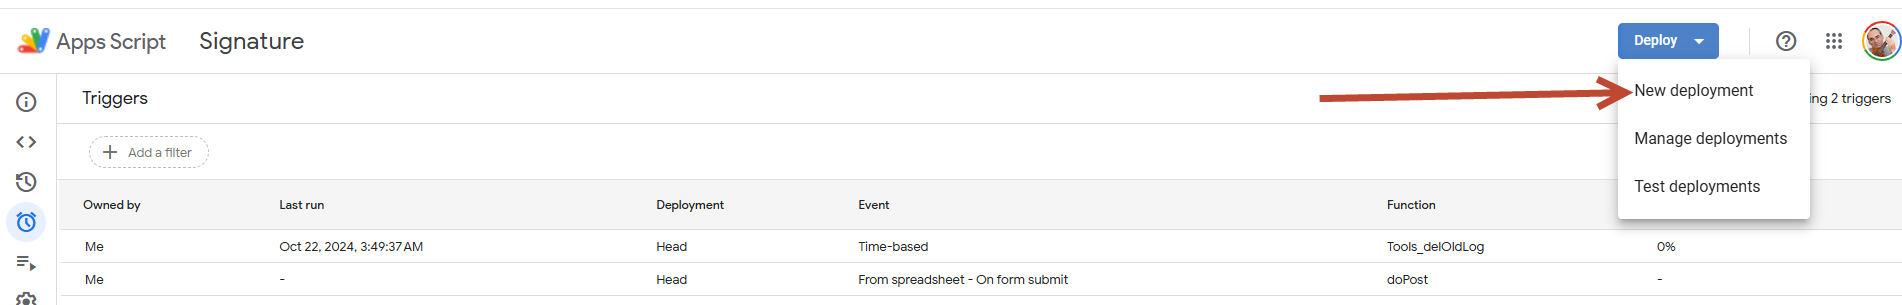 Apps Script Signature Deploy
New deployment
Triggers ing 2 triggers
Manage deployments
Add a filter
Test deployments
Owned by Last run Deployment Event Function
Me Oct 22, 2024, 3:49:37 AM Head Time-based Tools_delOldLog 0%
Me - Head From spreadsheet - On form submit doPost -